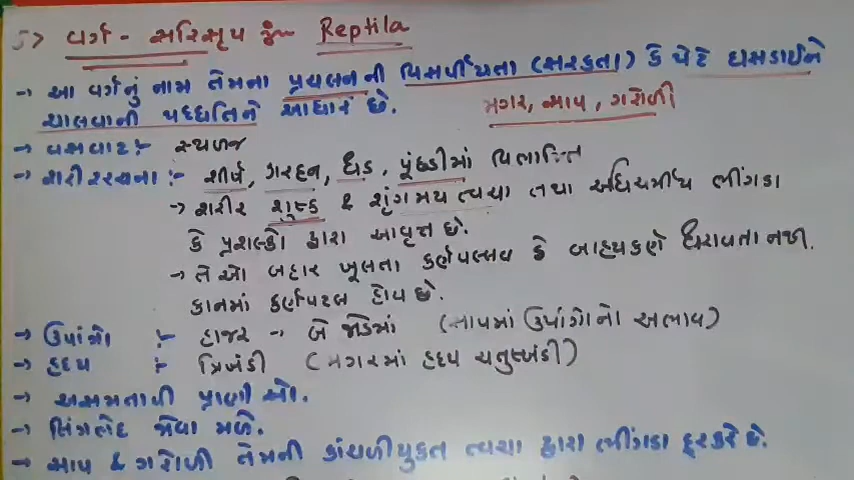 5> વર્ગ - સરિસૃપ Reptila
→ આ વર્ગનું નામ તેમના પ્રચલનની વિસર્પીયતા (સરકતા) કે પેટે ઘસડાઈને
ચાલવાની પધ્ધતિને આધારે છે.
મગર, સાપ, ગરોળી
→ વસવાટ :- સ્થળજ
→ શરીરરચના :- શીર્ષ, ગરદન, ધડ, પૂંછડીમાં વિભાજીત
→ શરીર શુષ્ક & શૃંગમય ત્વચા તથા અધિચર્મીય ભીંગડા
કે પ્રશલ્કો દ્વારા આવૃત્ત છે.
→ તેઓ બહાર ખૂલતા કર્ણપલ્લવ કે બાહ્યકર્ણ ધરાવતા નથી.
કાનમાં કર્ણપટલ હોય છે.
→ ઉપાંગો :- હાજર → બે જોડમાં (સાપમાં ઉપાંગોનો અભાવ)
→ હૃદય :- ત્રિખંડી (મગરમાં હૃદય ચતુષ્ખંડી)
→ અસમતાપી પ્રાણીઓ.
→ લિંગભેદ જોવા મળે.
→ સાપ & ગરોળી તેમની કાંચળીયુક્ત ત્વચા દ્વારા ભીંગડા દૂર કરે છે.